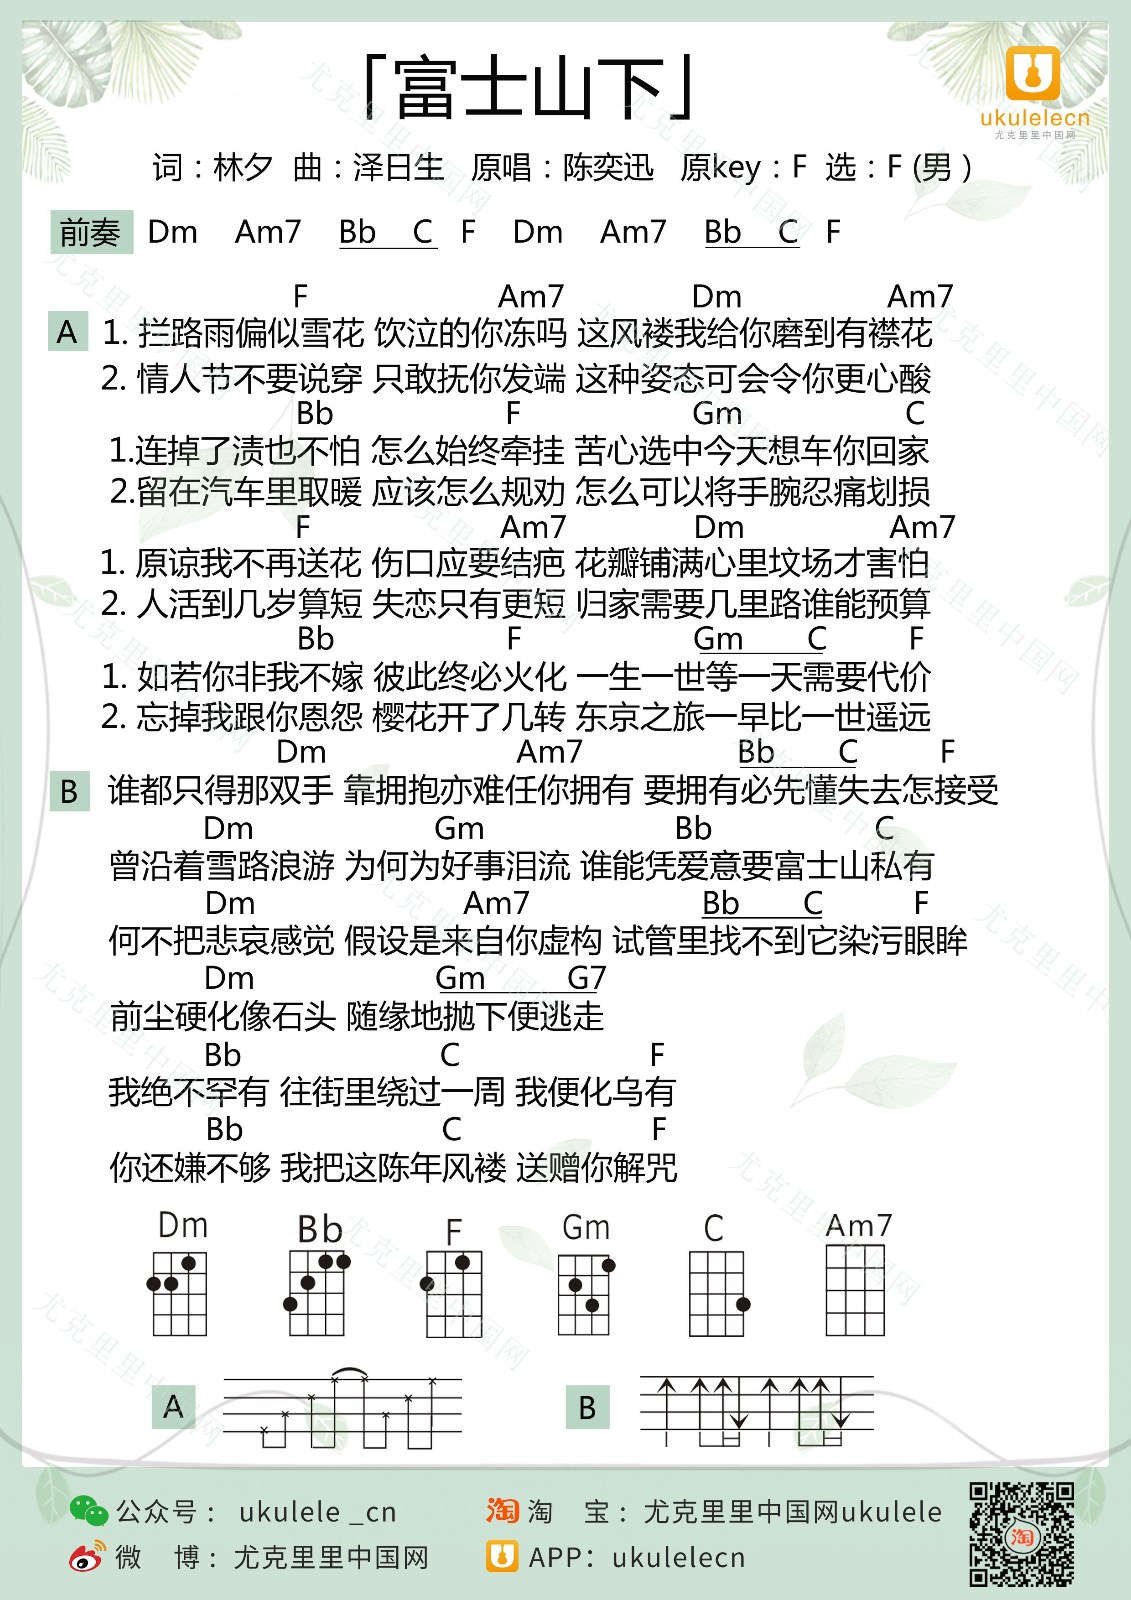 「富士山下」
ukulelecn
尤克里里中国网
词：林夕 曲：泽日生 原唱：陈奕迅 原key：F 选：F (男 )
前奏 Dm Am7 Bb C F Dm Am7 Bb C F
F Am7 Dm Am7
A 1. 拦路雨偏似雪花 饮泣的你冻吗 这风褛我给你磨到有襟花
2. 情人节不要说穿 只敢抚你发端 这种姿态可会令你更心酸
Bb F Gm C
1.连掉了渍也不怕 怎么始终牵挂 苦心选中今天想车你回家
2.留在汽车里取暖 应该怎么规劝 怎么可以将手腕忍痛划损
F Am7 Dm Am7
1. 原谅我不再送花 伤口应要结疤 花瓣铺满心里坟场才害怕
2. 人活到几岁算短 失恋只有更短 归家需要几里路谁能预算
Bb F Gm C F
1. 如若你非我不嫁 彼此终必火化 一生一世等一天需要代价
2. 忘掉我跟你恩怨 樱花开了几转 东京之旅一早比一世遥远
Dm Am7 Bb C F
B 谁都只得那双手 靠拥抱亦难任你拥有 要拥有必先懂失去怎接受
Dm Gm Bb C
曾沿着雪路浪游 为何为好事泪流 谁能凭爱意要富士山私有
Dm Am7 Bb C F
何不把悲哀感觉 假设是来自你虚构 试管里找不到它染污眼眸
Dm Gm G7
前尘硬化像石头 随缘地抛下便逃走
Bb C F
我绝不罕有 往街里绕过一周 我便化乌有
Bb C F
你还嫌不够 我把这陈年风褛 送赠你解咒
Dm Bb F Gm C Am7
A B
公众号： ukulele _cn
淘 淘 宝：尤克里里中国网ukulele
微 博：尤克里里中国网
APP：ukulelecn
淘